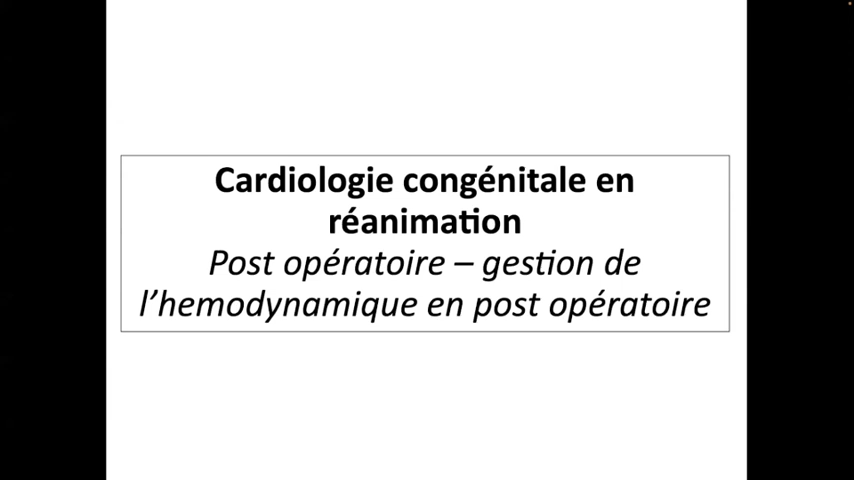 Cardiologie congénitale en
réanimation
Post opératoire – gestion de
l’hemodynamique en post opératoire